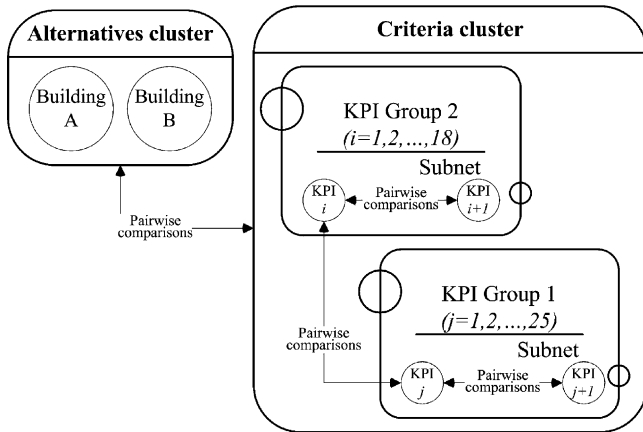 Alternatives cluster
Building
A
Building
B
Pairwise
comparisons
Criteria cluster
KPI Group 2
(i=1,2,...,18)
Subnet
KPI
i
Pairwise
comparisons
KPI
i+1
Pairwise
comparisons
KPI Group 1
(j=1,2,...,25)
Subnet
KPI
j
Pairwise
comparisons
KPI
j+1